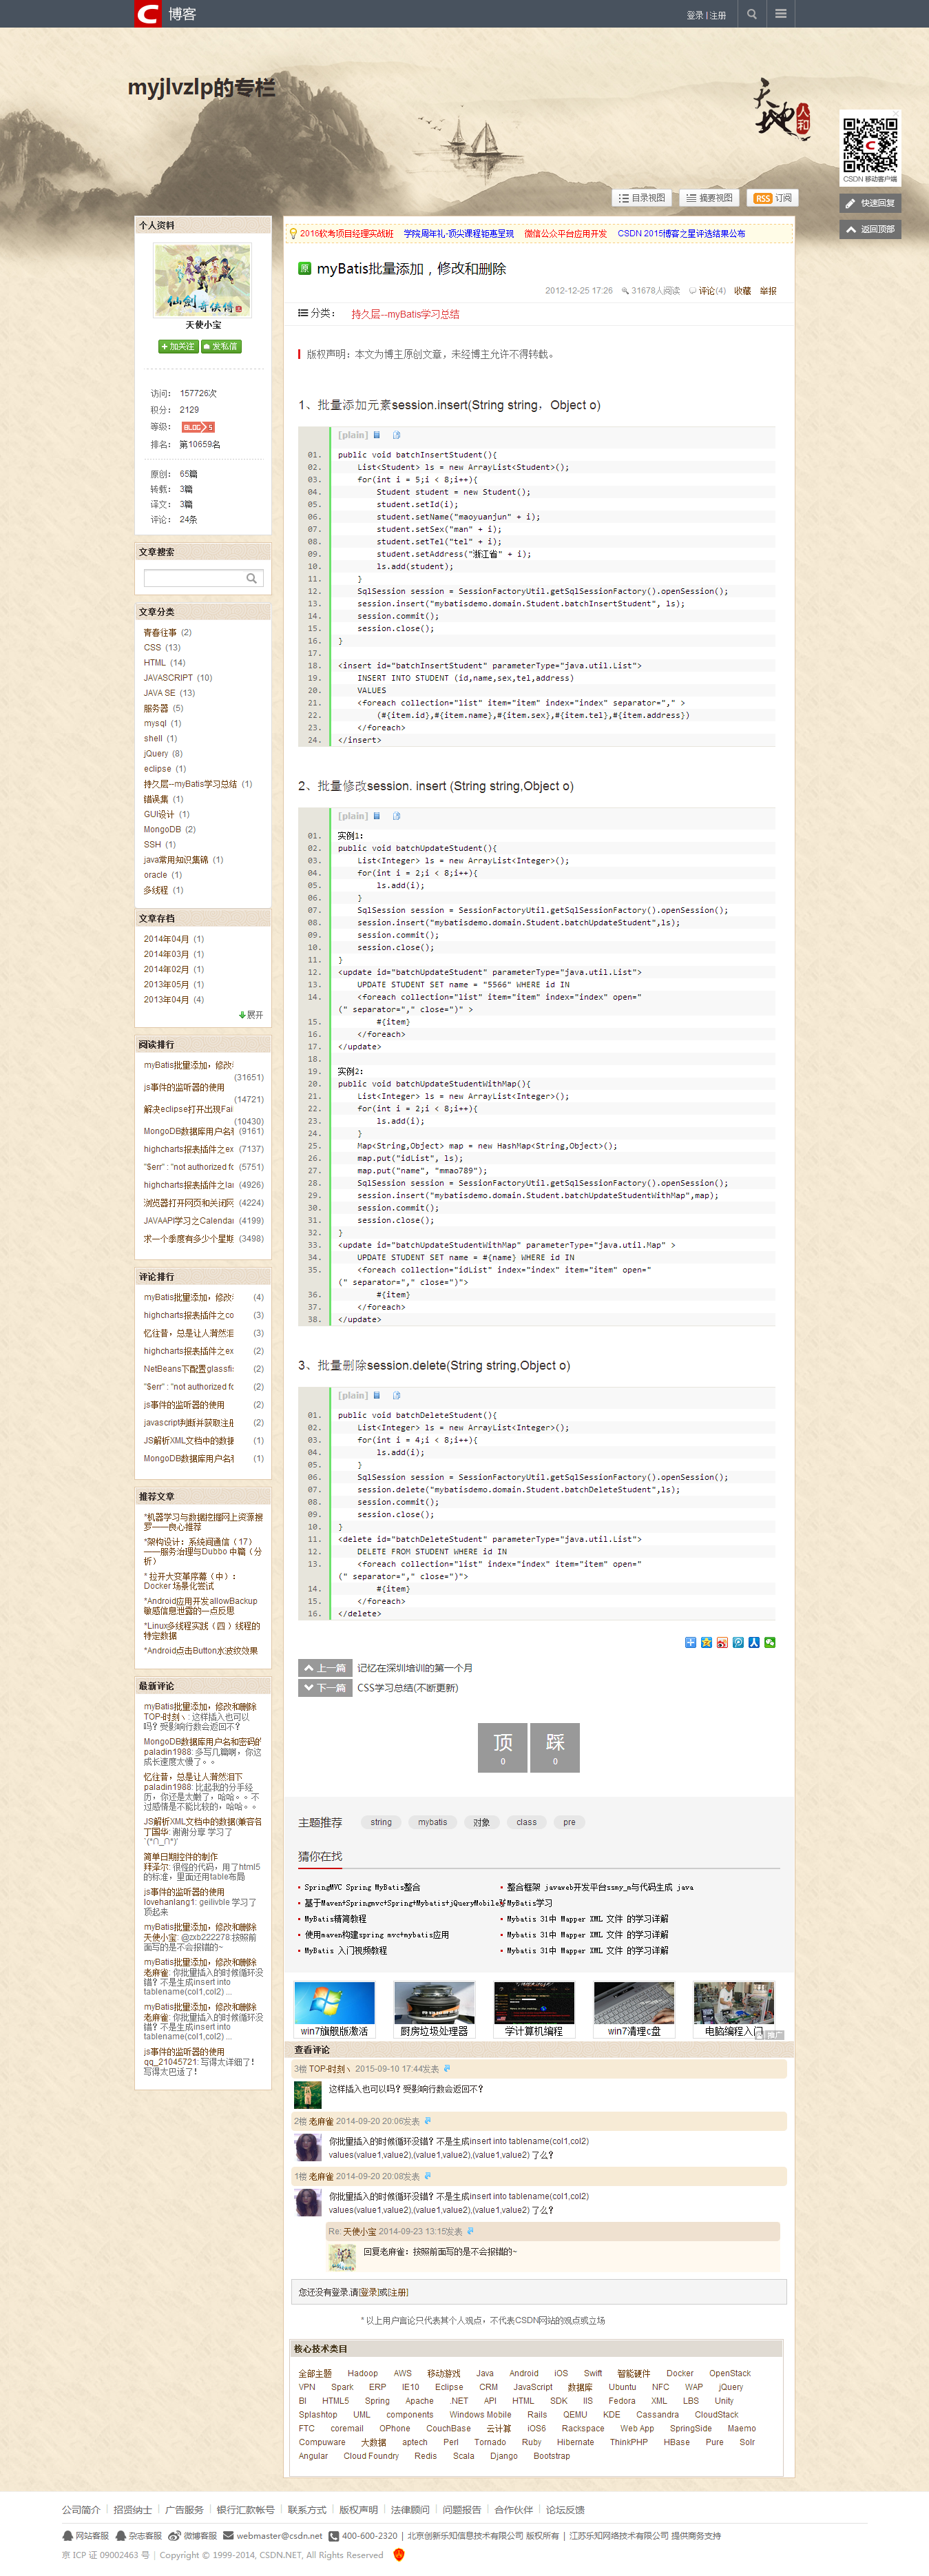 博客
登录 | 注册
myjlvzlp的专栏
天地
人和
CSDN 移动客户端
快速回复
返回顶部
目录视图
摘要视图
RSS 订阅
个人资料
天使小宝
加关注 发私信
访问： 157726次
积分： 2129
等级： BLOG 5
排名： 第10659名
原创： 65篇
转载： 3篇
译文： 3篇
评论： 24条
文章搜索
文章分类
青春往事 (2)
CSS (13)
HTML (14)
JAVASCRIPT (10)
JAVA SE (13)
服务器 (5)
mysql (1)
shell (1)
jQuery (8)
eclipse (1)
持久层--myBatis学习总结 (1)
错误集 (1)
GUI设计 (1)
MongoDB (2)
SSH (1)
java常用知识集锦 (1)
oracle (1)
多线程 (1)
文章存档
2014年04月 (1)
2014年03月 (1)
2014年02月 (1)
2013年05月 (1)
2013年04月 (4)
展开
阅读排行
myBatis批量添加，修改
(31651)
js事件的监听器的使用
(14721)
解决eclipse打开出现Fai
(10430)
MongoDB数据库用户名 (9161)
highcharts报表插件之ex (7137)
"$err" : "not authorized fo (5751)
highcharts报表插件之la (4926)
浏览器打开网页和关闭网 (4224)
JAVAAPI学习之Calendar (4199)
求一个季度有多少个星期 (3498)
评论排行
myBatis批量添加，修改 (4)
highcharts报表插件之co (3)
忆往昔，总是让人潸然泪 (3)
highcharts报表插件之ex (2)
NetBeans下配置glassfis (2)
"$err" : "not authorized fo (2)
js事件的监听器的使用 (2)
javascript判断并获取注册 (2)
JS解析XML文档中的数据 (1)
MongoDB数据库用户名 (1)
推荐文章
*机器学习与数据挖掘网上资源搜
罗——良心推荐
*架构设计：系统间通信（17）
——服务治理与Dubbo 中篇（分
析）
* 拉开大变革序幕（中）：
Docker 场景化尝试
*Android应用开发allowBackup
敏感信息泄露的一点反思
*Linux多线程实践（四 ）线程的
特定数据
*Android点击Button水波纹效果
最新评论
myBatis批量添加，修改和删除
TOP-时刻ヽ: 这样插入也可以
吗？受影响行数会返回不？
MongoDB数据库用户名和密码的
paladin1988: 多写几篇啊，你这
成长速度太慢了。。
忆往昔，总是让人潸然泪下
paladin1988: 比起我的分手经
历，你还是太嫩了，哈哈。。不
过感情是不能比较的，哈哈。。
JS解析XML文档中的数据(兼容各
丁国华: 谢谢分享 学习了
`(*∩_∩*)′
简单日期控件的制作
拜泽尔: 很怪的代码，用了html5
的标准，里面还用table布局
js事件的监听器的使用
lovehanlang1: geilivble 学习了
顶起来
myBatis批量添加，修改和删除
天使小宝: @zxb222278:按照前
面写的是不会报错的~
myBatis批量添加，修改和删除
老麻雀: 你批量插入的时候循环没
错？不是生成insert into
tablename(col1,col2) ...
myBatis批量添加，修改和删除
老麻雀: 你批量插入的时候循环没
错？不是生成insert into
tablename(col1,col2) ...
js事件的监听器的使用
qq_21045721: 写得太详细了！
写得太巴适了！
2016软考项目经理实战班 学院周年礼-顶尖课程钜惠呈现 微信公众平台应用开发 CSDN 2015博客之星评选结果公布
原 myBatis批量添加，修改和删除
2012-12-25 17:26 31678人阅读 评论(4) 收藏 举报
分类： 持久层--myBatis学习总结
版权声明：本文为博主原创文章，未经博主允许不得转载。
1、批量添加元素session.insert(String string，Object o)
[plain]
01. public void batchInsertStudent(){
02. List<Student> ls = new ArrayList<Student>();
03. for(int i = 5;i < 8;i++){
04. Student student = new Student();
05. student.setId(i);
06. student.setName("maoyuanjun" + i);
07. student.setSex("man" + i);
08. student.setTel("tel" + i);
09. student.setAddress("浙江省" + i);
10. ls.add(student);
11. }
12. SqlSession session = SessionFactoryUtil.getSqlSessionFactory().openSession();
13. session.insert("mybatisdemo.domain.Student.batchInsertStudent", ls);
14. session.commit();
15. session.close();
16. }
17.
18. <insert id="batchInsertStudent" parameterType="java.util.List">
19. INSERT INTO STUDENT (id,name,sex,tel,address)
20. VALUES
21. <foreach collection="list" item="item" index="index" separator="," >
22. (#{item.id},#{item.name},#{item.sex},#{item.tel},#{item.address})
23. </foreach>
24. </insert>
2、批量修改session. insert (String string,Object o)
[plain]
01. 实例1:
02. public void batchUpdateStudent(){
03. List<Integer> ls = new ArrayList<Integer>();
04. for(int i = 2;i < 8;i++){
05. ls.add(i);
06. }
07. SqlSession session = SessionFactoryUtil.getSqlSessionFactory().openSession();
08. session.insert("mybatisdemo.domain.Student.batchUpdateStudent",ls);
09. session.commit();
10. session.close();
11. }
12. <update id="batchUpdateStudent" parameterType="java.util.List">
13. UPDATE STUDENT SET name = "5566" WHERE id IN
14. <foreach collection="list" item="item" index="index" open="
(" separator="," close=")" >
15. #{item}
16. </foreach>
17. </update>
18.
19. 实例2:
20. public void batchUpdateStudentWithMap(){
21. List<Integer> ls = new ArrayList<Integer>();
22. for(int i = 2;i < 8;i++){
23. ls.add(i);
24. }
25. Map<String,Object> map = new HashMap<String,Object>();
26. map.put("idList", ls);
27. map.put("name", "mmao789");
28. SqlSession session = SessionFactoryUtil.getSqlSessionFactory().openSession();
29. session.insert("mybatisdemo.domain.Student.batchUpdateStudentWithMap",map);
30. session.commit();
31. session.close();
32. }
33. <update id="batchUpdateStudentWithMap" parameterType="java.util.Map" >
34. UPDATE STUDENT SET name = #{name} WHERE id IN
35. <foreach collection="idList" index="index" item="item" open="
(" separator="," close=")">
36. #{item}
37. </foreach>
38. </update>
3、批量删除session.delete(String string,Object o)
[plain]
01. public void batchDeleteStudent(){
02. List<Integer> ls = new ArrayList<Integer>();
03. for(int i = 4;i < 8;i++){
04. ls.add(i);
05. }
06. SqlSession session = SessionFactoryUtil.getSqlSessionFactory().openSession();
07. session.delete("mybatisdemo.domain.Student.batchDeleteStudent",ls);
08. session.commit();
09. session.close();
10. }
11. <delete id="batchDeleteStudent" parameterType="java.util.List">
12. DELETE FROM STUDENT WHERE id IN
13. <foreach collection="list" index="index" item="item" open="
(" separator="," close=")">
14. #{item}
15. </foreach>
16. </delete>
上一篇 记忆在深圳培训的第一个月
下一篇 CSS学习总结(不断更新)
顶 踩
0 0
主题推荐 string mybatis 对象 class pre
猜你在找
SpringMVC Spring MyBatis整合
整合框架 javaweb开发平台ssmy_m与代码生成 java
基于Maven+Springmvc+Spring+Mybatis+jQueryMobile
MyBatis学习
MyBatis精简教程
Mybatis 31中 Mapper XML 文件 的学习详解
使用maven构建spring mvc+mybatis应用
Mybatis 31中 Mapper XML 文件 的学习详解
MyBatis 入门视频教程
Mybatis 31中 Mapper XML 文件 的学习详解
win7旗舰版激活 厨房垃圾处理器 学计算机编程 win7清理c盘 电脑编程入门
推广
查看评论
3楼 TOP-时刻ヽ 2015-09-10 17:44发表
这样插入也可以吗？受影响行数会返回不？
2楼 老麻雀 2014-09-20 20:06发表
你批量插入的时候循环没错？不是生成insert into tablename(col1,col2)
values(value1,value2),(value1,value2),(value1,value2) 了么？
1楼 老麻雀 2014-09-20 20:08发表
你批量插入的时候循环没错？不是生成insert into tablename(col1,col2)
values(value1,value2),(value1,value2),(value1,value2) 了么？
Re: 天使小宝 2014-09-23 13:15发表
回复老麻雀：按照前面写的是不会报错的~
您还没有登录,请[登录]或[注册]
* 以上用户言论只代表其个人观点，不代表CSDN网站的观点或立场
核心技术类目
全部主题 Hadoop AWS 移动游戏 Java Android iOS Swift 智能硬件 Docker OpenStack
VPN Spark ERP IE10 Eclipse CRM JavaScript 数据库 Ubuntu NFC WAP jQuery
BI HTML5 Spring Apache .NET API HTML SDK IIS Fedora XML LBS Unity
Splashtop UML components Windows Mobile Rails QEMU KDE Cassandra CloudStack
FTC coremail OPhone CouchBase 云计算 iOS6 Rackspace Web App SpringSide Maemo
Compuware 大数据 aptech Perl Tornado Ruby Hibernate ThinkPHP HBase Pure Solr
Angular Cloud Foundry Redis Scala Django Bootstrap
公司简介 | 招贤纳士 | 广告服务 | 银行汇款帐号 | 联系方式 | 版权声明 | 法律顾问 | 问题报告 | 合作伙伴 | 论坛反馈
网站客服 杂志客服 微博客服 webmaster@csdn.net 400-600-2320 | 北京创新乐知信息技术有限公司 版权所有 | 江苏乐知网络技术有限公司 提供商务支持
京 ICP 证 09002463 号 | Copyright © 1999-2014, CSDN.NET, All Rights Reserved